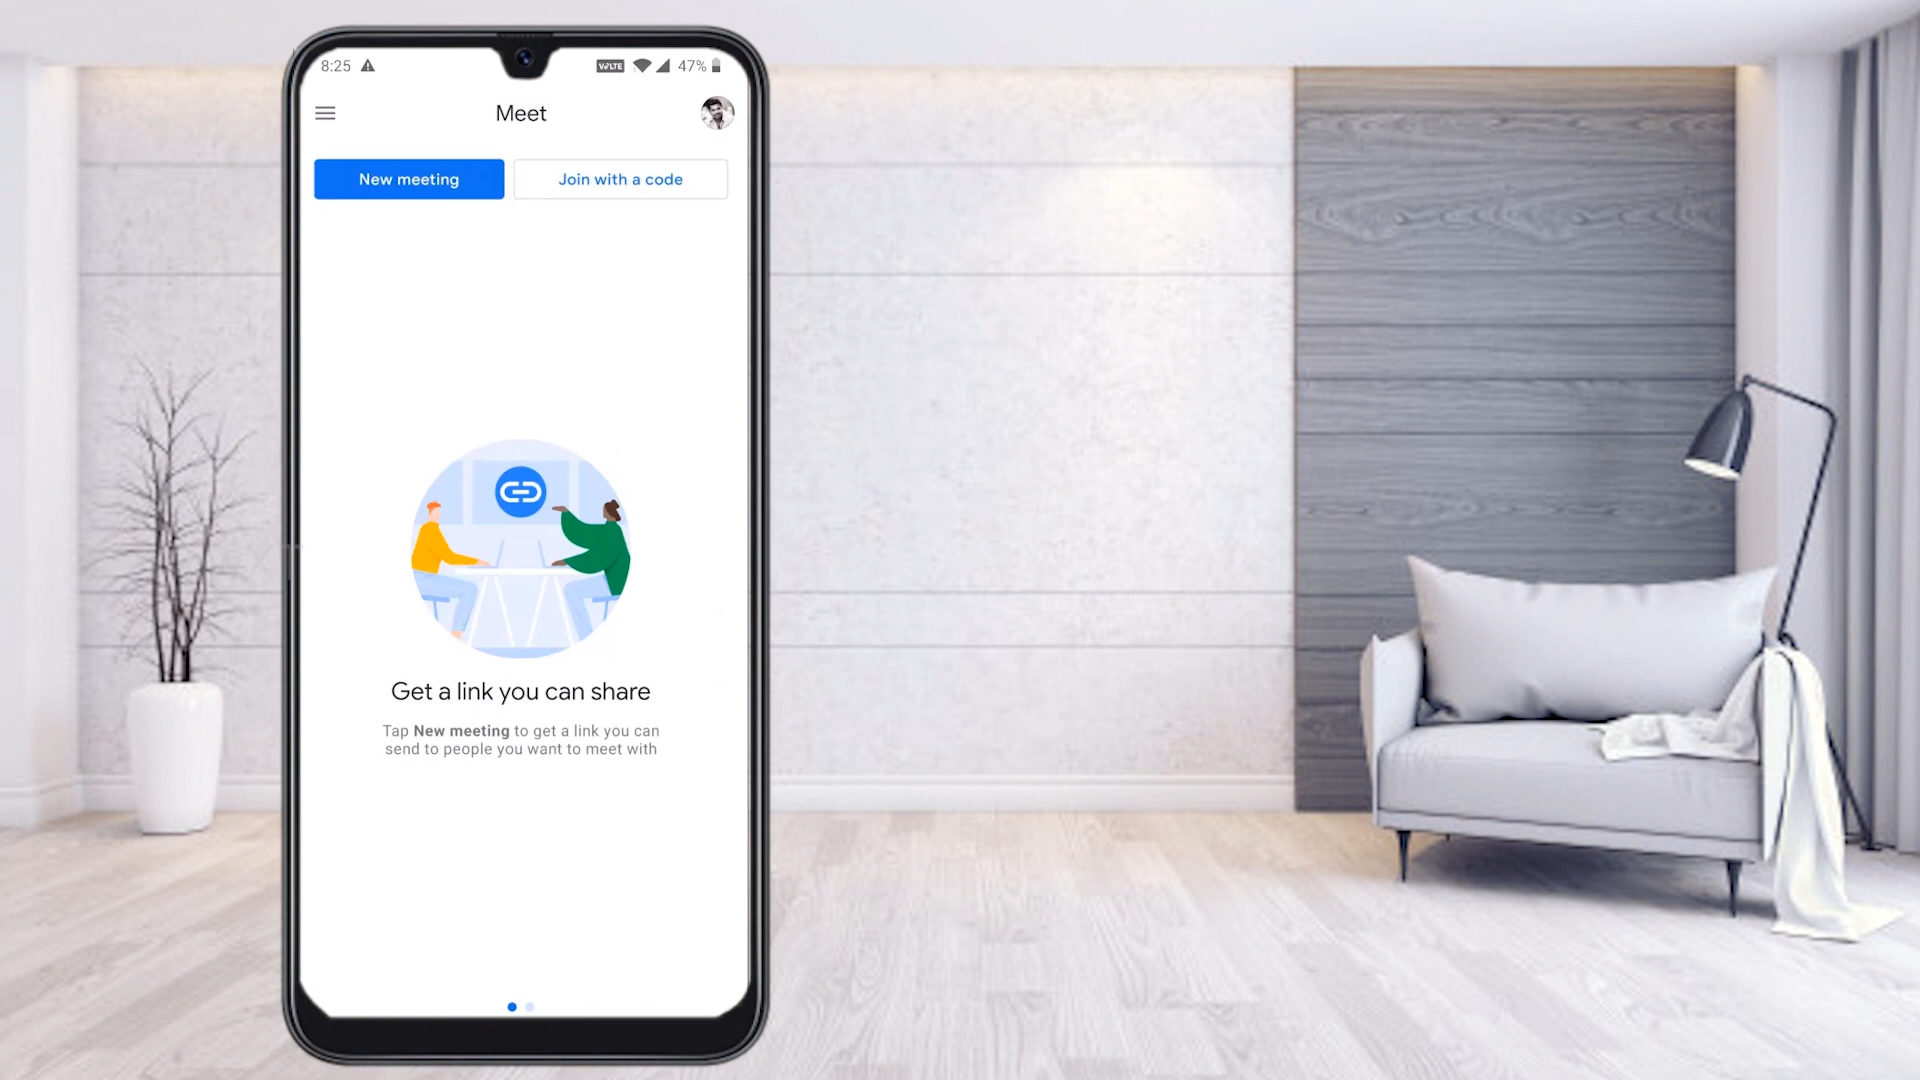 8:25
VoLTE 47%
Meet
New meeting
Join with a code
Get a link you can share
Tap New meeting to get a link you can
send to people you want to meet with